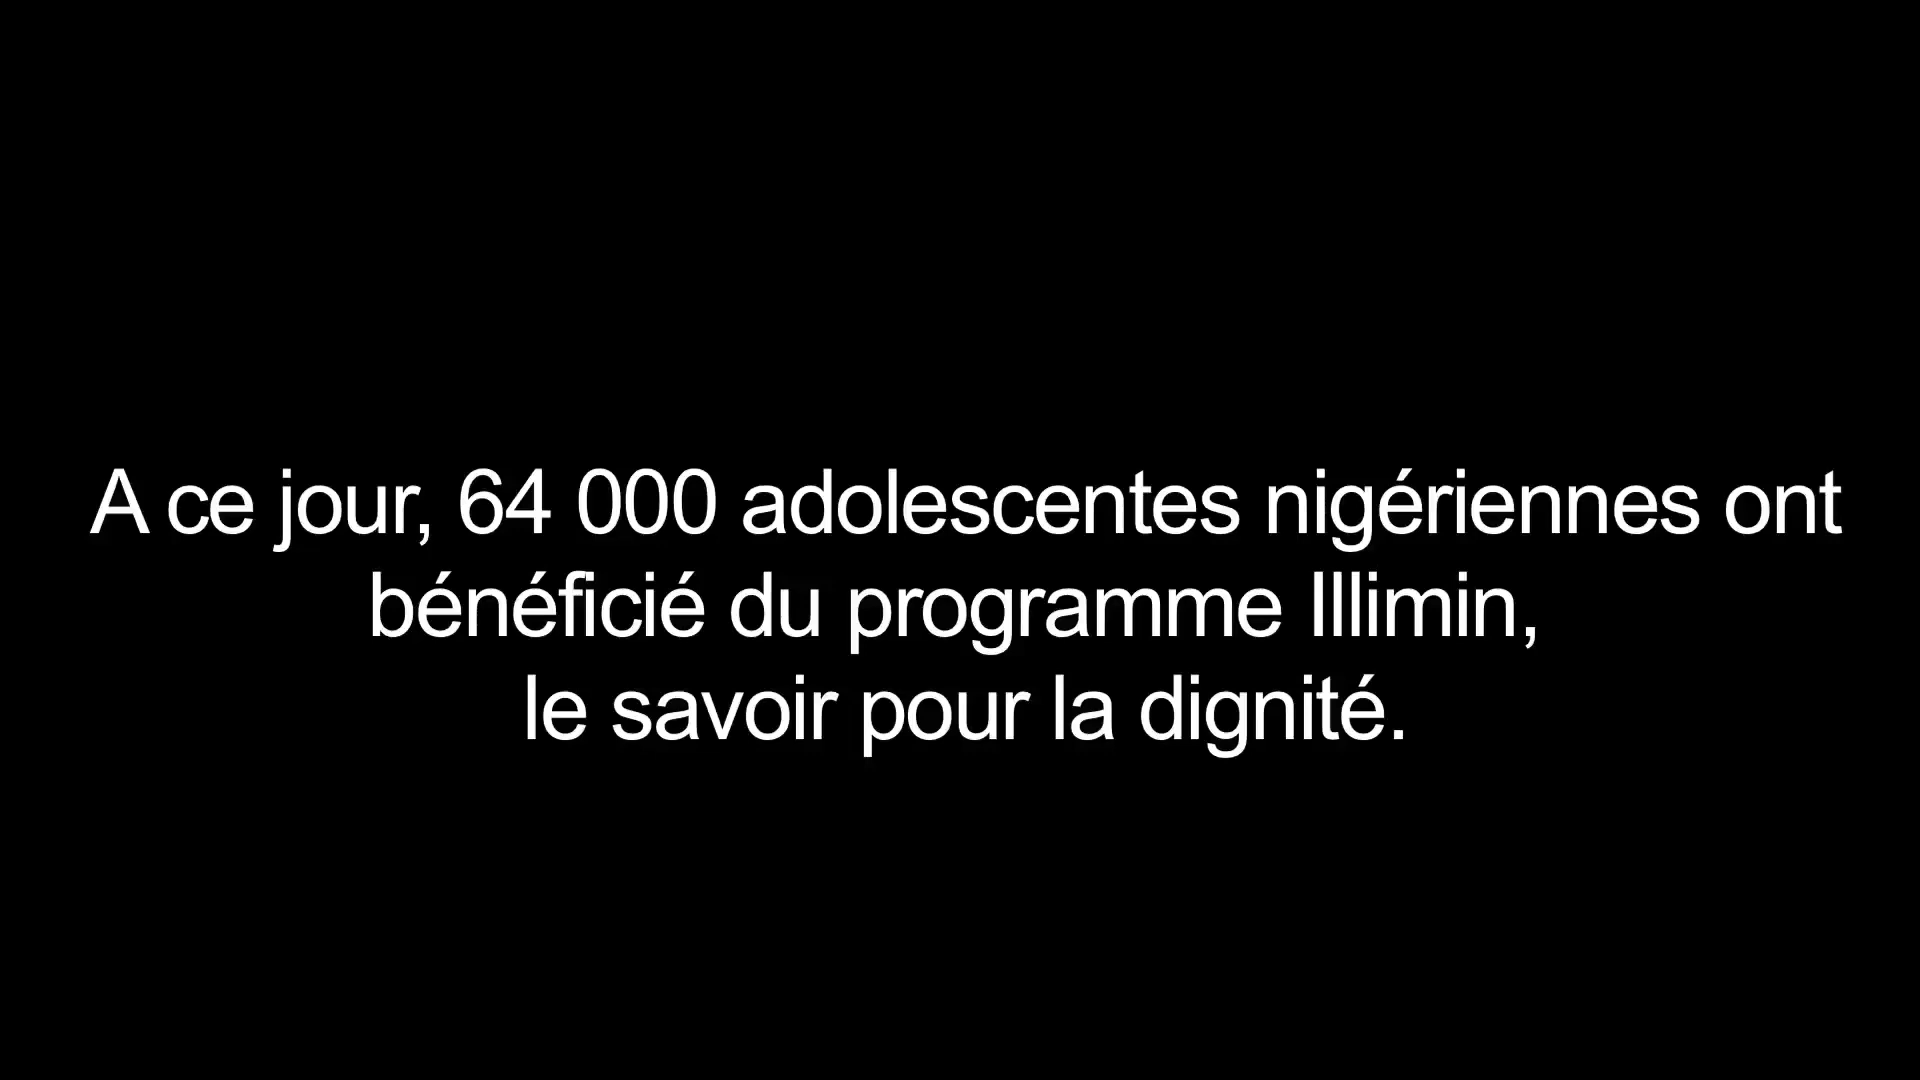 A ce jour, 64 000 adolescentes nigériennes ont
bénéficié du programme Illimin,
le savoir pour la dignité.